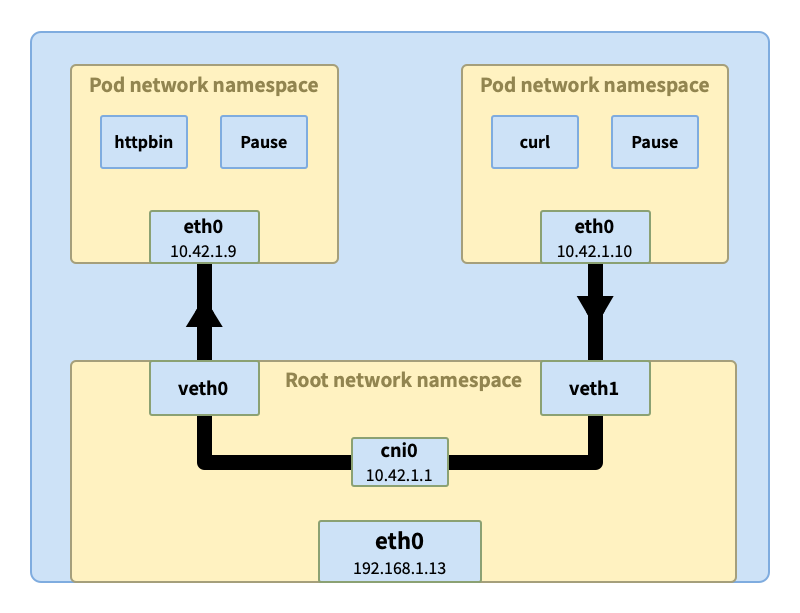 Pod network namespace
httpbin
Pause
eth0
10.42.1.9
Pod network namespace
curl
Pause
eth0
10.42.1.10
Root network namespace
veth0
veth1
cni0
10.42.1.1
eth0
192.168.1.13